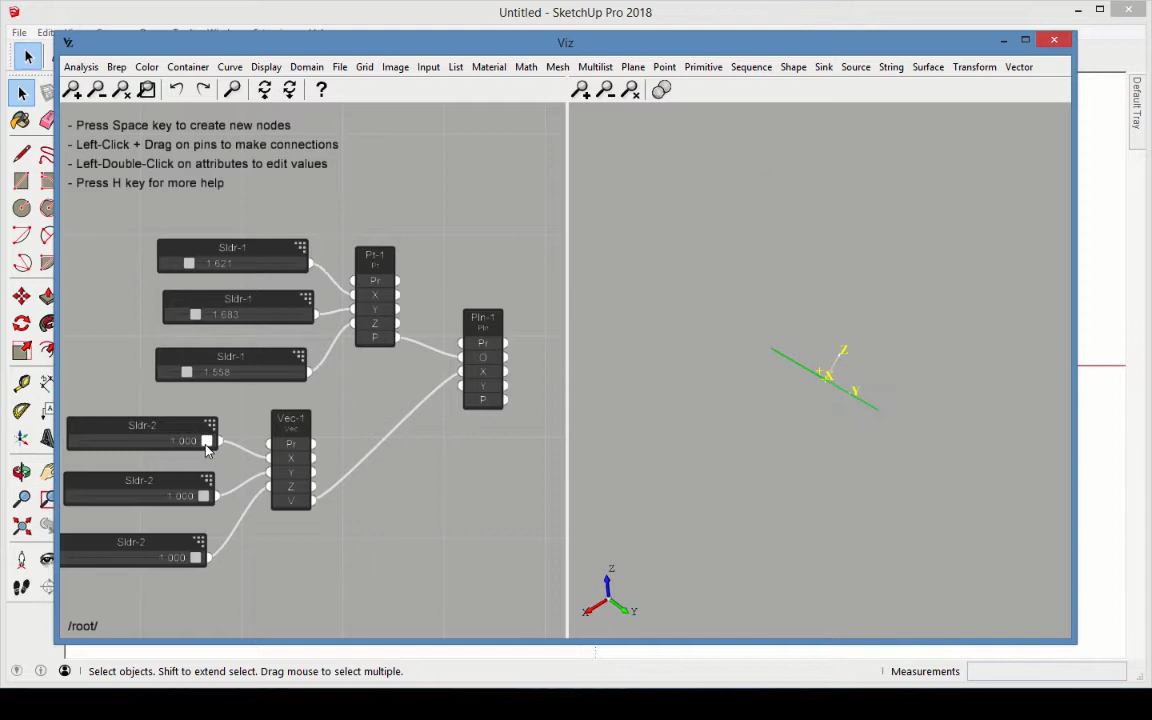 Untitled - SketchUp Pro 2018
File
Viz
Analysis Brep Color Container Curve Display Domain File Grid Image Input List Material Math Mesh Multilist Plane Point Primitive Sequence Shape Sink Source String Surface Transform Vector
- Press Space key to create new nodes
- Left-Click + Drag on pins to make connections
- Left-Double-Click on attributes to edit values
- Press H key for more help
Default Tray
Sldr-1
1.621
Sldr-1
1.683
Sldr-1
1.558
Pt-1
Pt
Pr
X
Y
Z
P
Pln-1
Pln
Pr
O
X
Y
P
Sldr-2
1.000
Sldr-2
1.000
Sldr-2
1.000
Vec-1
Vec
Pr
X
Y
Z
V
Z
X
Y
Z
X
Y
/root/
Select objects. Shift to extend select. Drag mouse to select multiple.
Measurements